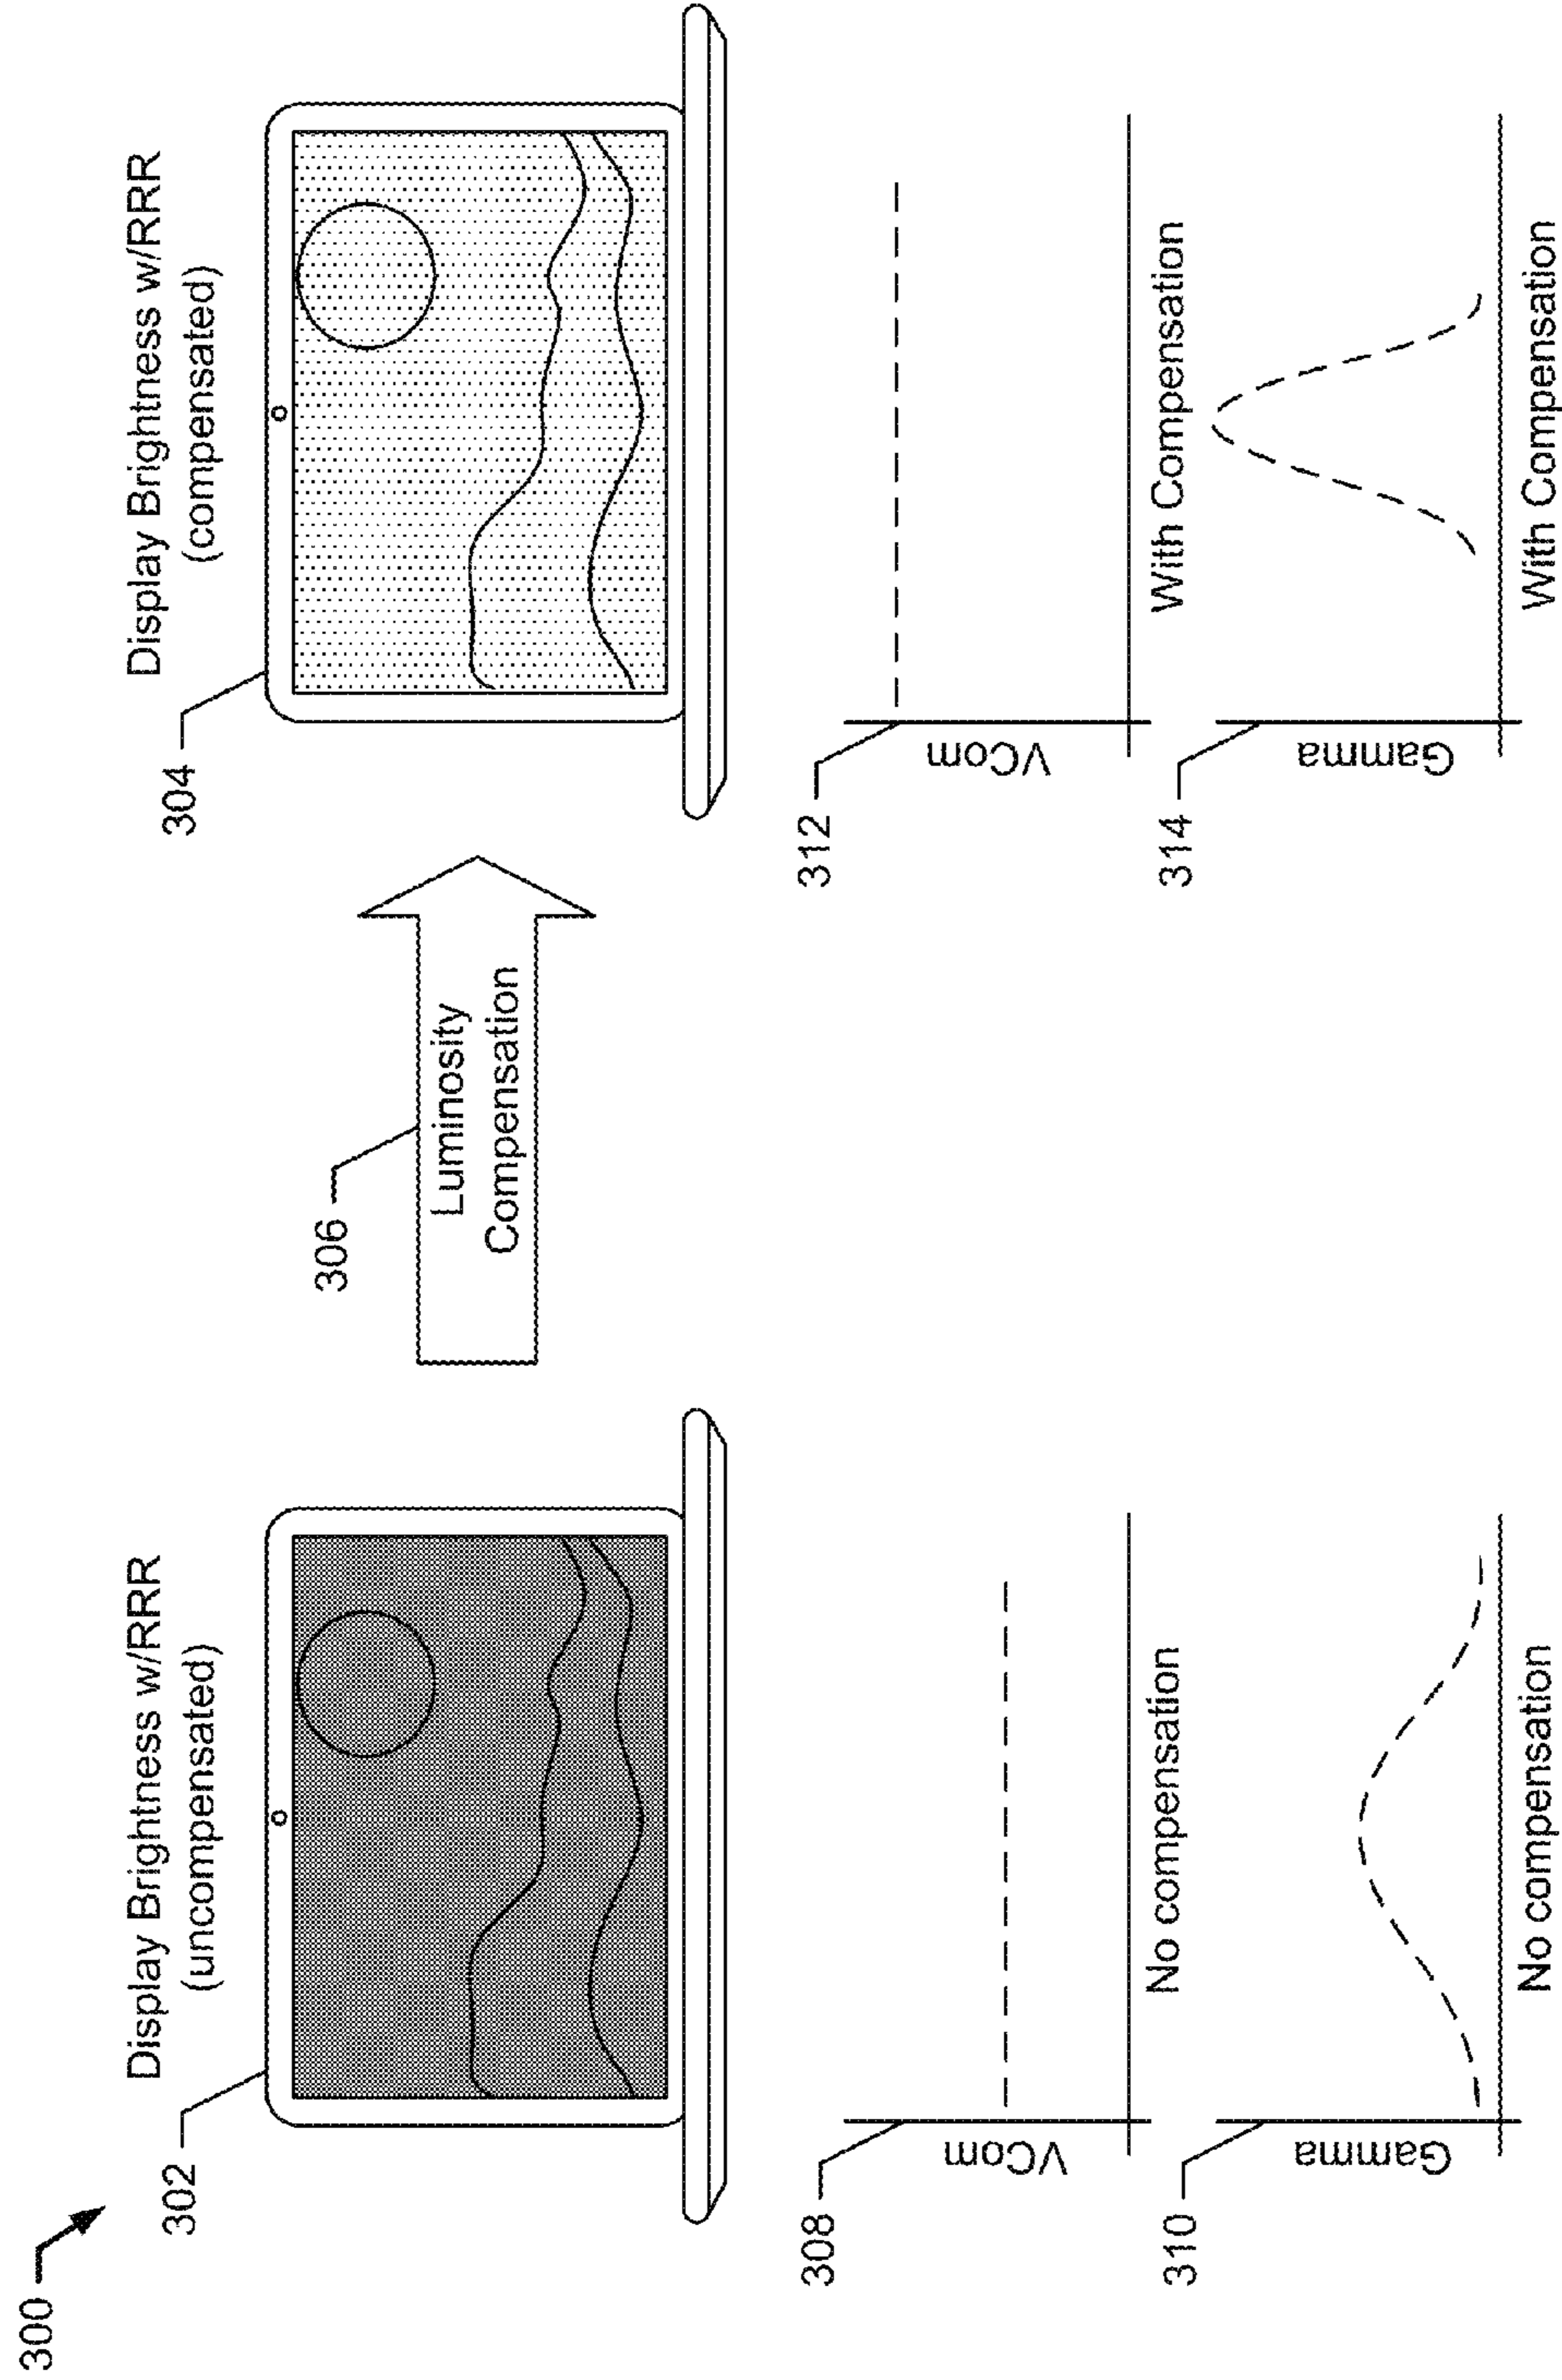 300
302
Display Brightness w/RRR
(uncompensated)
306
Luminosity
Compensation
304
Display Brightness w/RRR
(compensated)
308
VCom
No compensation
310
Gamma
No compensation
312
VCom
With Compensation
314
Gamma
With Compensation